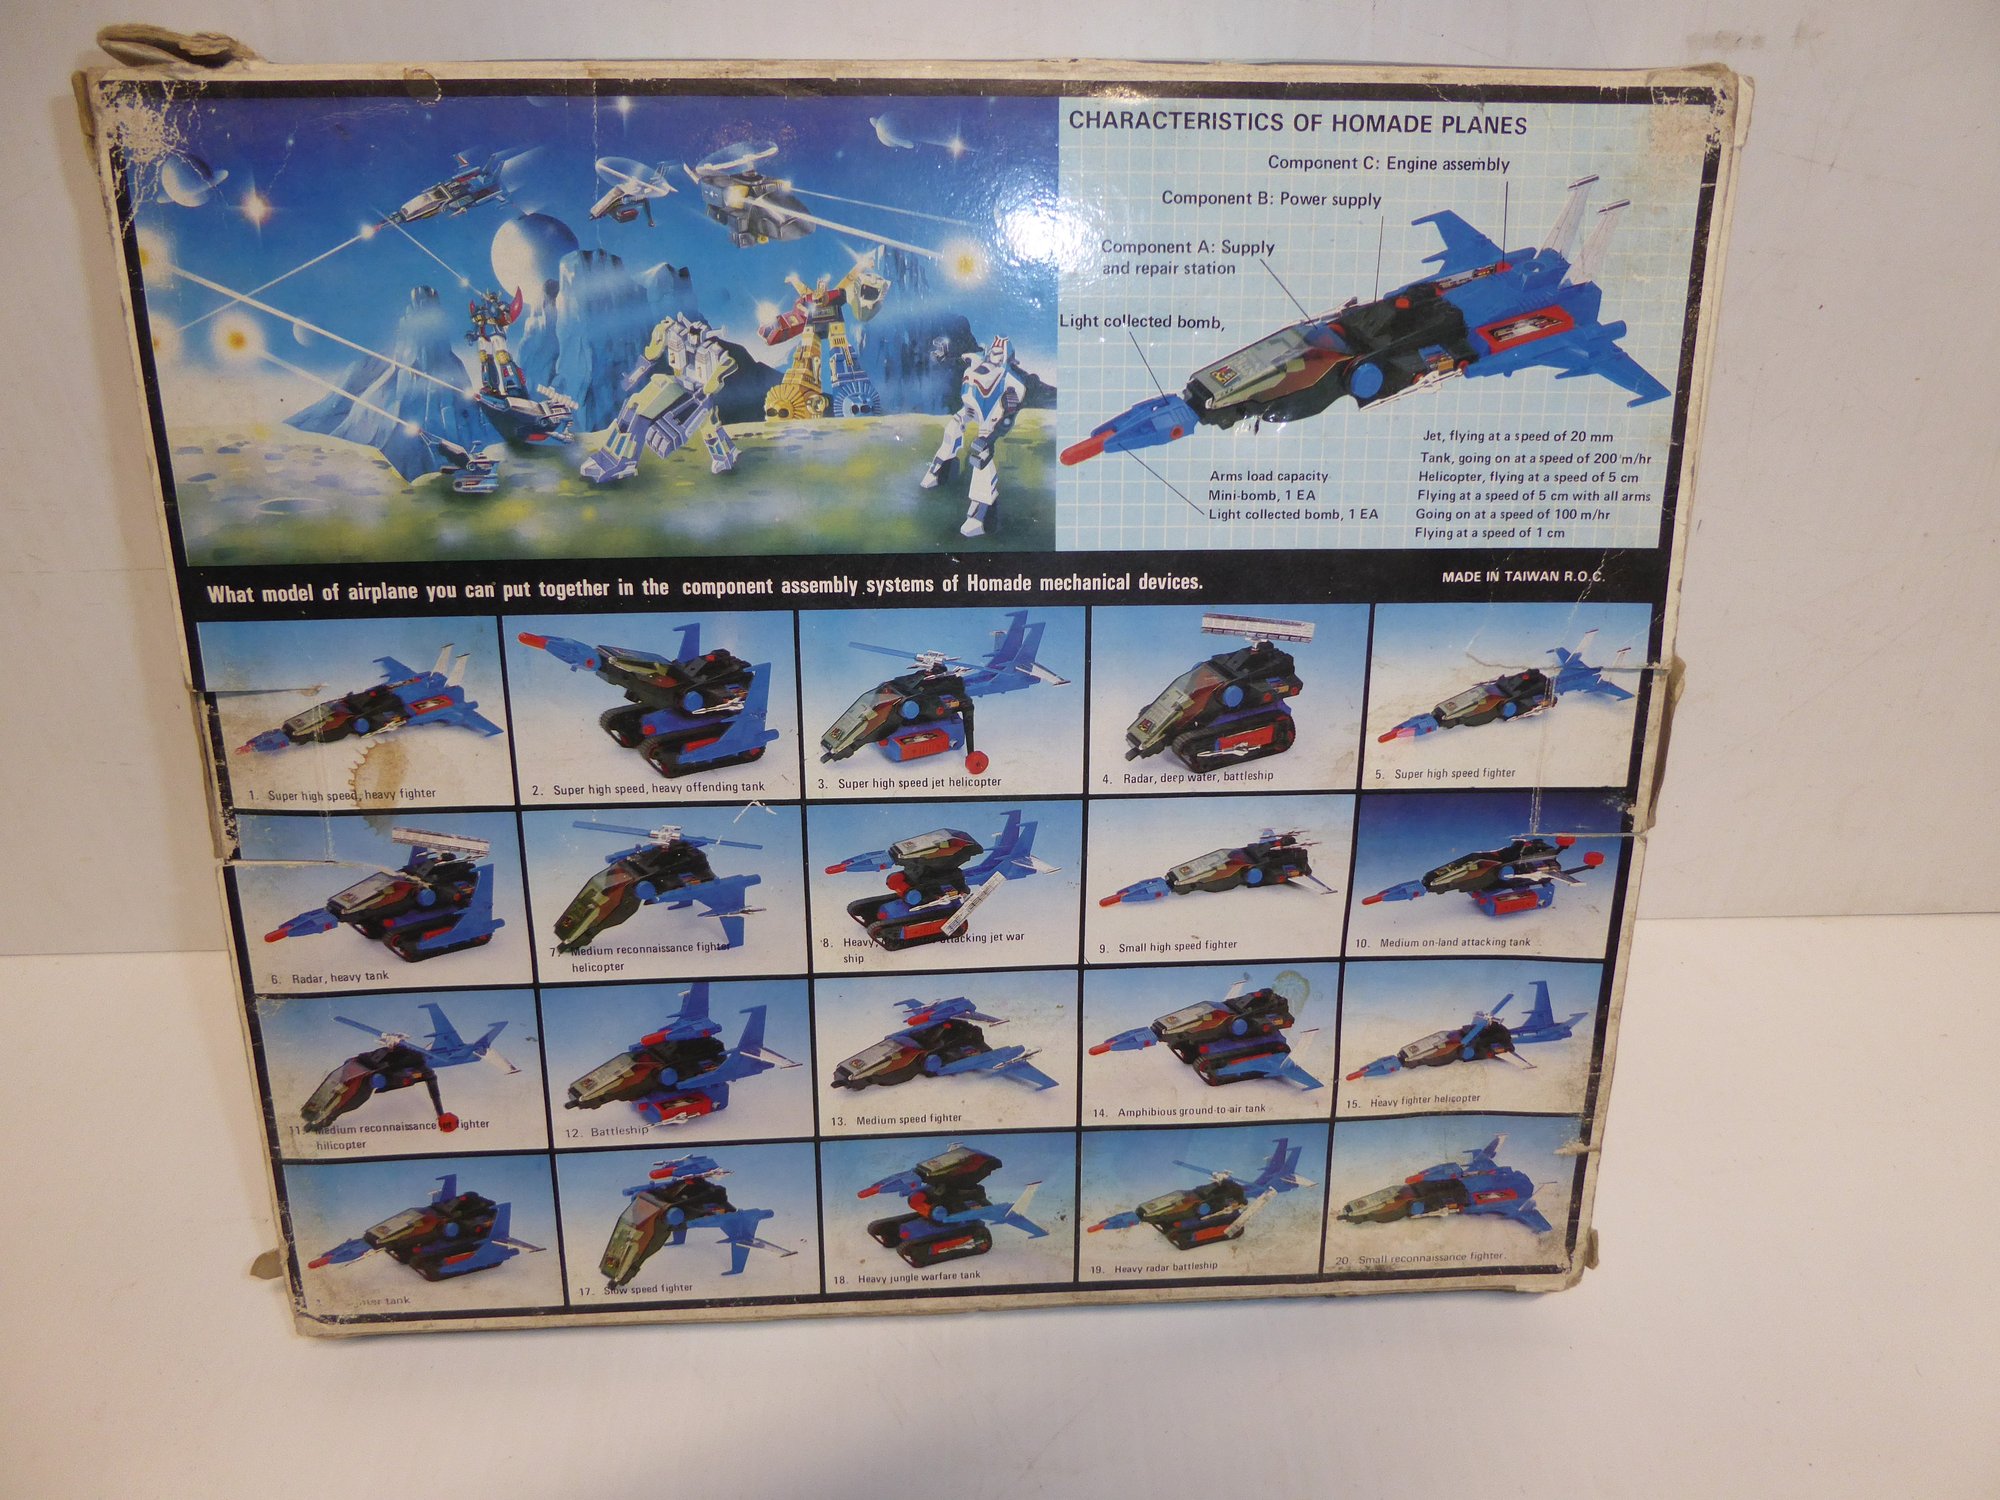 CHARACTERISTICS OF HOMADE PLANES
Component C: Engine assembly
Component B: Power supply
Component A: Supply
and repair station
Light collected bomb,
Arms load capacity
Mini-bomb, 1 EA
Light collected bomb, 1 EA
Jet, flying at a speed of 20 mm
Tank, going on at a speed of 200 m/hr
Helicopter, flying at a speed of 5 cm
Flying at a speed of 5 cm with all arms
Going on at a speed of 100 m/hr
Flying at a speed of 1 cm
What model of airplane you can put together in the component assembly systems of Homade mechanical devices.
MADE IN TAIWAN R.O.C.
1. Super high speed, heavy fighter
2. Super high speed, heavy offending tank
3. Super high speed jet helicopter
4. Radar, deep water, battleship
5. Super high speed fighter
6. Radar, heavy tank
7. Medium reconnaissance fighter
helicopter
8. Heavy, attacking jet war
ship
9. Small high speed fighter
10. Medium on-land attacking tank
11. Medium reconnaissance jet fighter
hilicopter
12. Battleship
13. Medium speed fighter
14. Amphibious ground-to-air tank
15. Heavy fighter helicopter
tank
17. Slow speed fighter
18. Heavy jungle warfare tank
19. Heavy radar battleship
20. Small reconnaissance fighter.